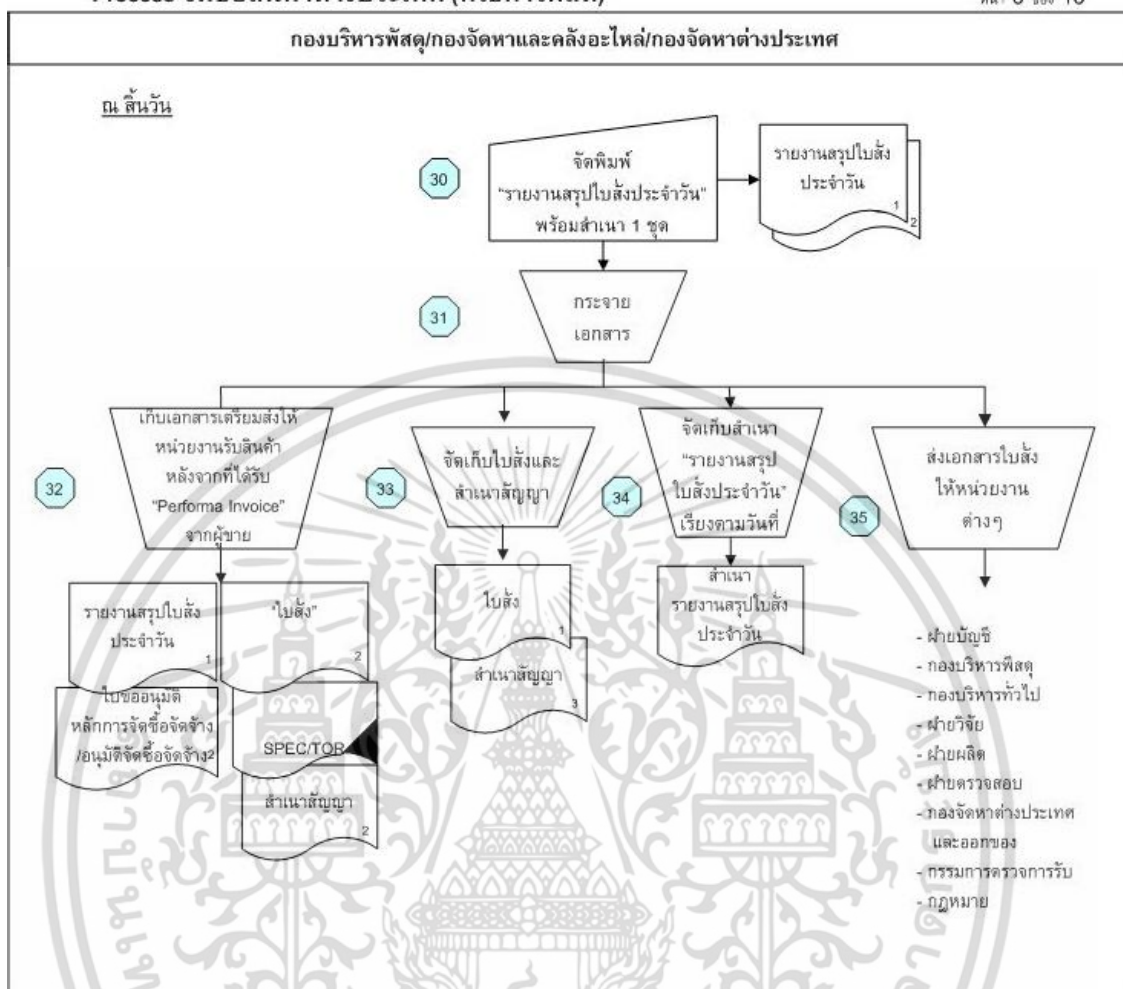 กองบริหารพัสดุ/กองจัดหาและคลังอะไหล่/กองจัดหาต่างประเทศ
ณ สิ้นวัน
30
จัดพิมพ์
"รายงานสรุปใบสั่งประจำวัน"
พร้อมสำเนา 1 ชุด
รายงานสรุปใบสั่ง
ประจำวัน
1
2
31
กระจาย
เอกสาร
32
เก็บเอกสารเตรียมส่งให้
หน่วยงานรับสินค้า
หลังจากที่ได้รับ
"Performa Invoice"
จากผู้ขาย
33
จัดเก็บใบสั่งและ
สำเนาสัญญา
34
จัดเก็บสำเนา
"รายงานสรุป
ใบสั่งประจำวัน"
เรียงตามวันที่
35
ส่งเอกสารใบสั่ง
ให้หน่วยงาน
ต่างๆ
รายงานสรุปใบสั่ง
ประจำวัน
1
"ใบสั่ง"
2
ใบขออนุมัติ
หลักการจัดซื้อจัดจ้าง
/อนุมัติจัดซื้อจัดจ้าง2
SPEC/TOR
สำเนาสัญญา
2
ใบสั่ง
1
สำเนาสัญญา
3
สำเนา
รายงานสรุปใบสั่ง
ประจำวัน
- ฝ่ายบัญชี
- กองบริหารพัสดุ
- กองบริหารทั่วไป
- ฝ่ายวิจัย
- ฝ่ายผลิต
- ฝ่ายตรวจสอบ
- กองจัดหาต่างประเทศ
และออกของ
- กรรมการตรวจการรับ
- กฎหมาย